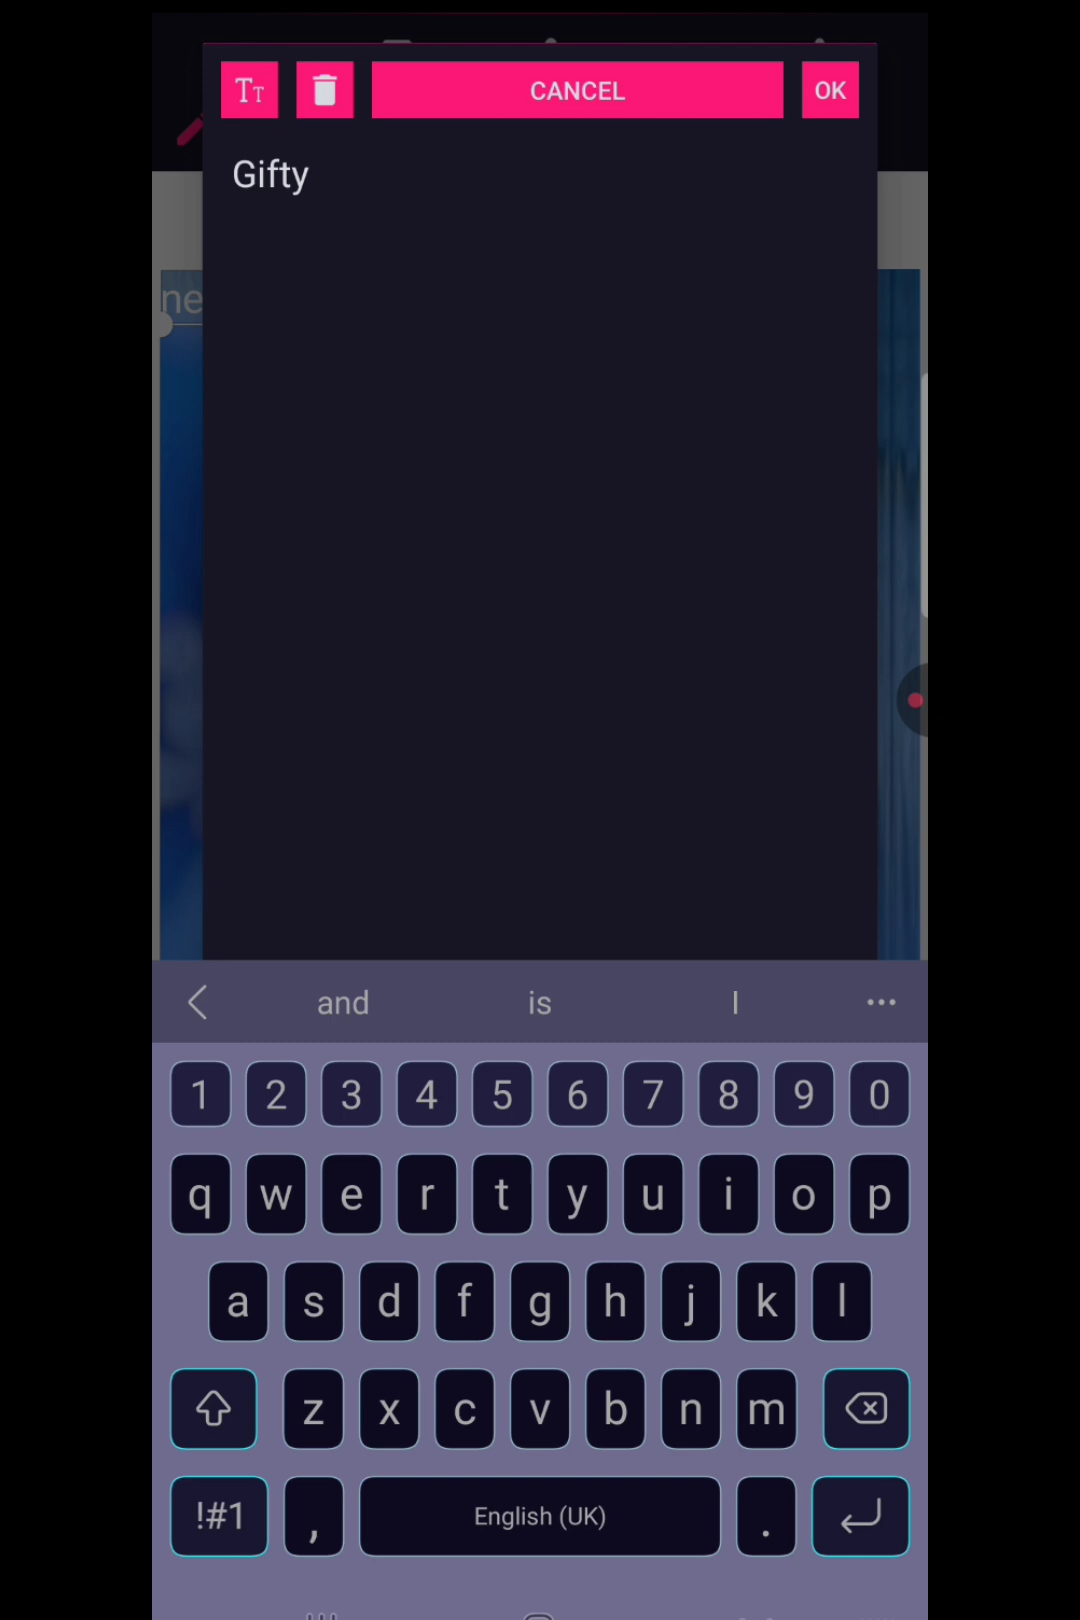 TT
CANCEL
OK
Gifty
ne
and is I ...
1 2 3 4 5 6 7 8 9 0
q w e r t y u i o p
a s d f g h j k l
z x c v b n m
!#1 , English (UK) .